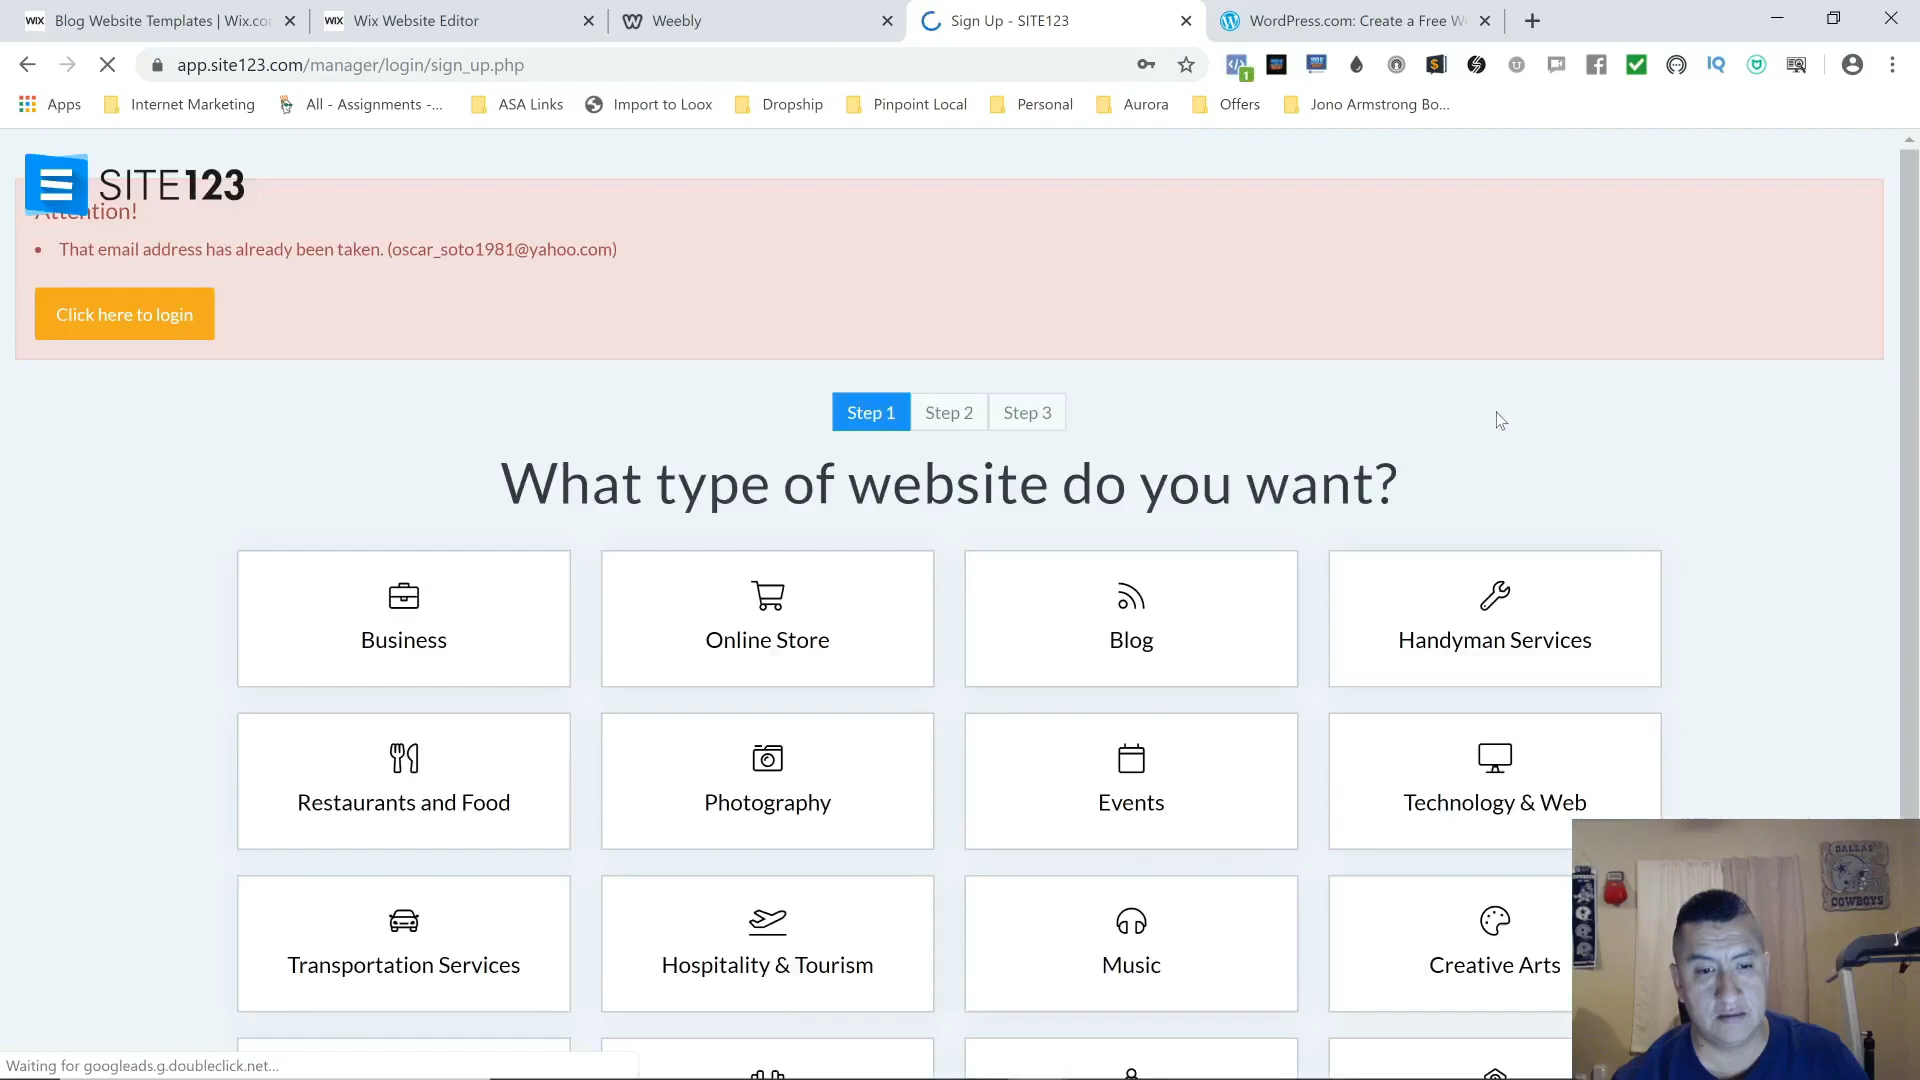 WIX Blog Website Templates | Wix.co
WIX Wix Website Editor
Weebly
Sign Up - SITE123
WordPress.com: Create a Free W
app.site123.com/manager/login/sign_up.php
1
IQ
Apps
Internet Marketing
All - Assignments -...
ASA Links
Import to Loox
Dropship
Pinpoint Local
Personal
Aurora
Offers
Jono Armstrong Bo...
SITE123
Attention!
• That email address has already been taken. (oscar_soto1981@yahoo.com)
Click here to login
Step 1
Step 2
Step 3
What type of website do you want?
Business
Online Store
Blog
Handyman Services
Restaurants and Food
Photography
Events
Technology & Web
Transportation Services
Hospitality & Tourism
Music
Creative Arts
DALLAS
COWBOYS
Waiting for googleads.g.doubleclick.net...